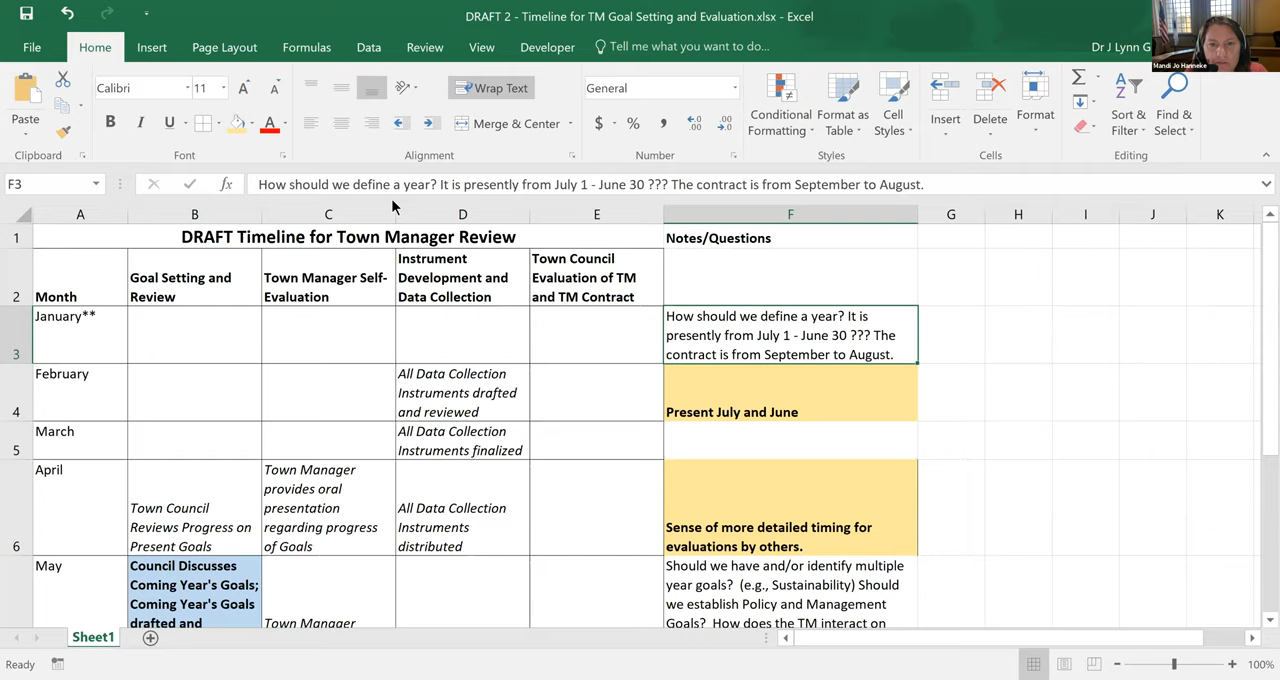 DRAFT 2 - Timeline for TM Goal Setting and Evaluation.xlsx - Excel
File Home Insert Page Layout Formulas Data Review View Developer Tell me what you want to do... Dr J Lynn G
Mandi Jo Hanneke
Paste
Clipboard
Calibri 11
B I U
Font
Wrap Text
Merge & Center
Alignment
General
$ % ,
Number
Conditional Formatting
Format as Table
Cell Styles
Styles
Insert Delete Format
Cells
Sort & Filter
Find & Select
Editing
F3 fx How should we define a year? It is presently from July 1 - June 30 ??? The contract is from September to August.
A B C D E F G H I J K
1 DRAFT Timeline for Town Manager Review Notes/Questions
2 Month
Goal Setting and
Review
Town Manager Self-
Evaluation
Instrument
Development and
Data Collection
Town Council
Evaluation of TM
and TM Contract
3 January**
How should we define a year? It is
presently from July 1 - June 30 ??? The
contract is from September to August.
4 February
All Data Collection
Instruments drafted
and reviewed
Present July and June
5 March
All Data Collection
Instruments finalized
6 April
Town Council
Reviews Progress on
Present Goals
Town Manager
provides oral
presentation
regarding progress
of Goals
All Data Collection
Instruments
distributed
Sense of more detailed timing for
evaluations by others.
May
Council Discusses
Coming Year's Goals;
Coming Year's Goals
drafted and
Town Manager
Should we have and/or identify multiple
year goals? (e.g., Sustainability) Should
we establish Policy and Management
Goals? How does the TM interact on
Sheet1
Ready
100%